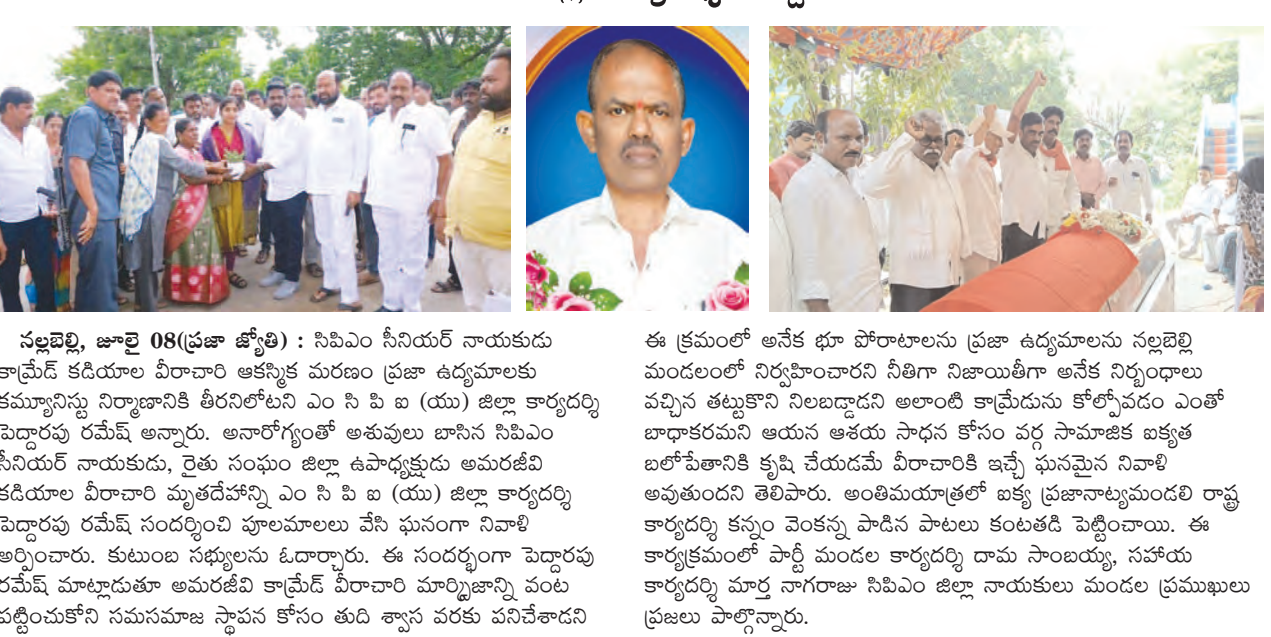 నల్లబెల్లి, జూలై 08(ప్రజా జ్యోతి) : సిపిఎం సీనియర్ నాయకుడు
కామ్రేడ్ కడియాల వీరాచారి ఆకస్మిక మరణం ప్రజా ఉద్యమాలకు
కమ్యూనిస్టు నిర్మాణానికి తీరనిలోటని ఎం సి పి ఐ (యు) జిల్లా కార్యదర్శి
పెద్దారపు రమేష్ అన్నారు. అనారోగ్యంతో అశువులు బాసిన సిపిఎం
సీనియర్ నాయకుడు, రైతు సంఘం జిల్లా ఉపాధ్యక్షుడు అమరజీవి
కడియాల వీరాచారి మృతదేహాన్ని ఎం సి పి ఐ (యు) జిల్లా కార్యదర్శి
పెద్దారపు రమేష్ సందర్శించి పూలమాలలు వేసి ఘనంగా నివాళి
అర్పించారు. కుటుంబ సభ్యులను ఓదార్చారు. ఈ సందర్భంగా పెద్దారపు
రమేష్ మాట్లాడుతూ అమరజీవి కామ్రేడ్ వీరాచారి మార్క్సిజాన్ని వంట
పట్టించుకోని సమసమాజ స్థాపన కోసం తుది శ్వాస వరకు పనిచేశాడని
ఈ క్రమంలో అనేక భూ పోరాటాలను ప్రజా ఉద్యమాలను నల్లబెల్లి
మండలంలో నిర్వహించారని నీతిగా నిజాయితీగా అనేక నిర్బంధాలు
వచ్చిన తట్టుకొని నిలబడ్డాడని అలాంటి కామ్రేడును కోల్పోవడం ఎంతో
బాధాకరమని ఆయన ఆశయ సాధన కోసం వర్గ సామాజిక ఐక్యత
బలోపేతానికి కృషి చేయడమే వీరాచారికి ఇచ్చే ఘనమైన నివాళి
అవుతుందని తెలిపారు. అంతిమయాత్రలో ఐక్య ప్రజానాట్యమండలి రాష్ట్ర
కార్యదర్శి కన్నం వెంకన్న పాడిన పాటలు కంటతడి పెట్టించాయి. ఈ
కార్యక్రమంలో పార్టీ మండల కార్యదర్శి దామ సాంబయ్య, సహాయ
కార్యదర్శి మార్త నాగరాజు సిపిఎం జిల్లా నాయకులు మండల ప్రముఖులు
ప్రజలు పాల్గొన్నారు.